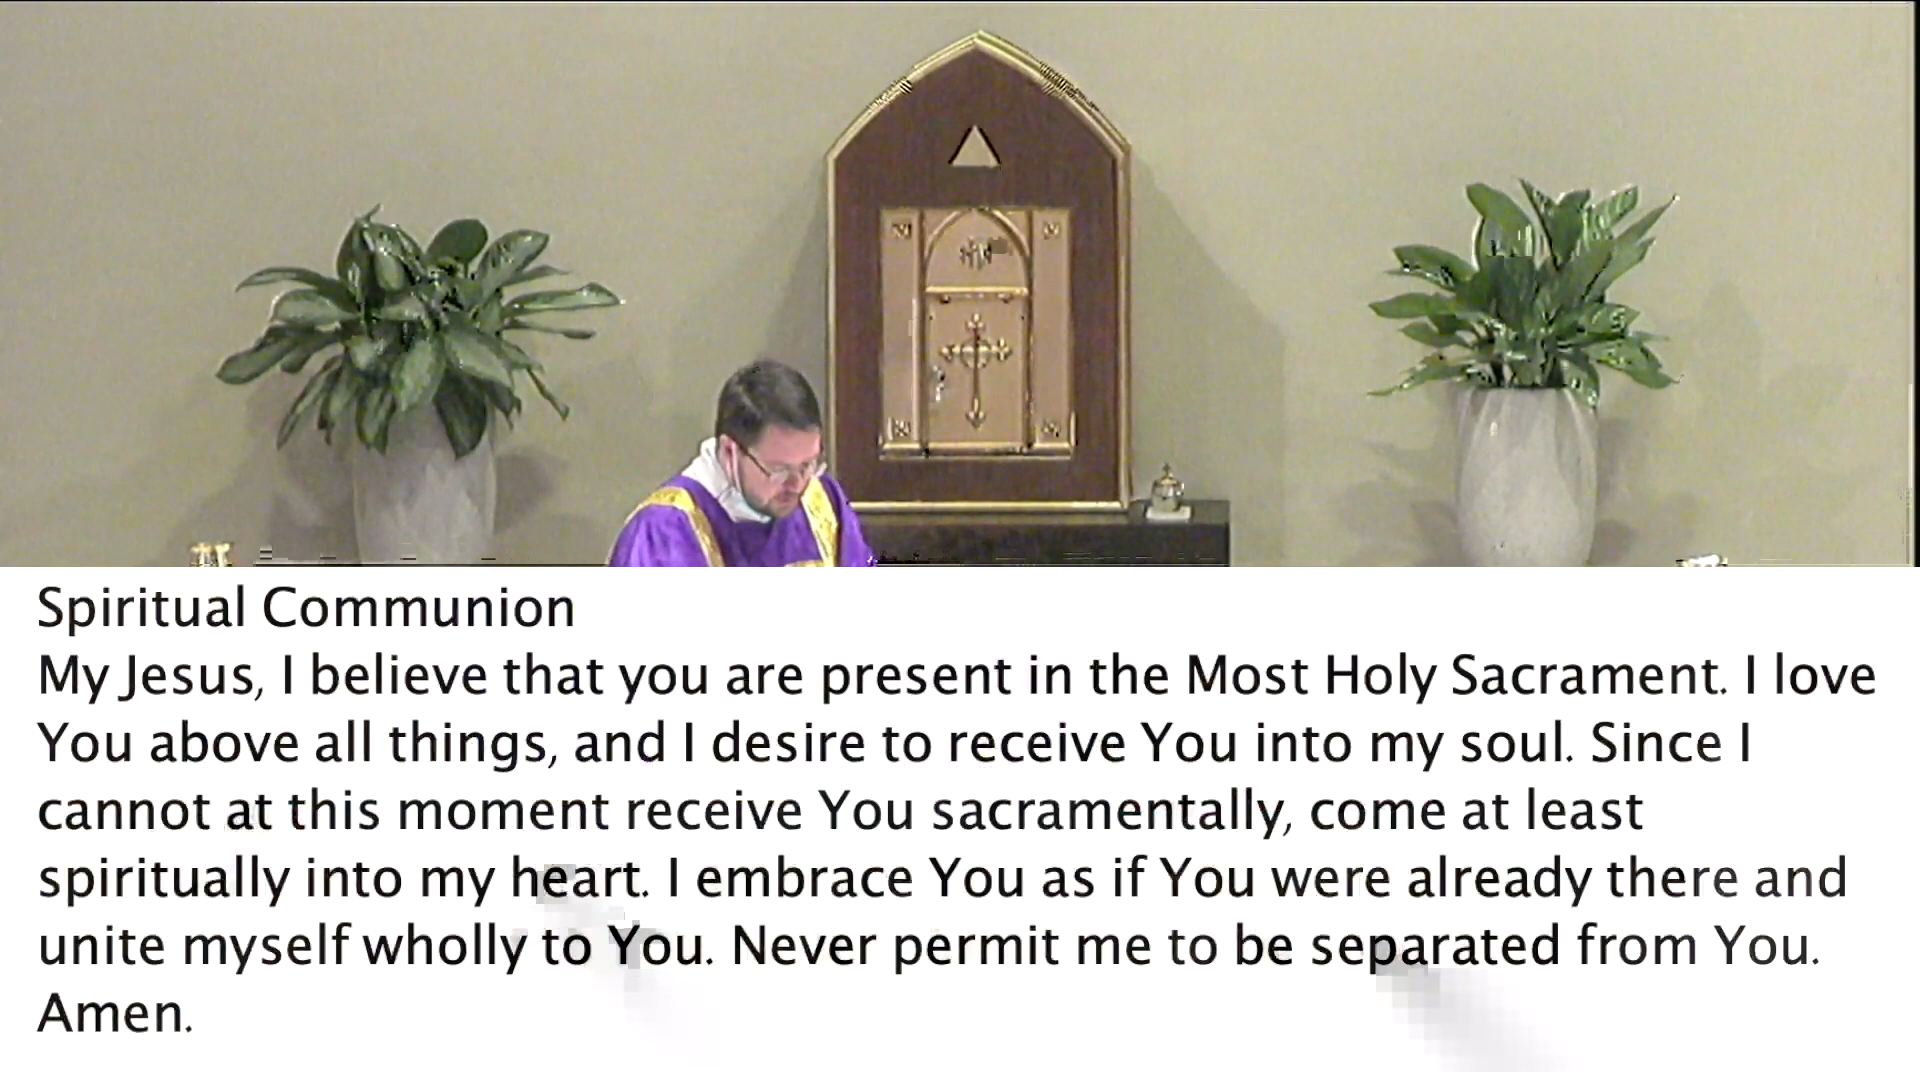 Spiritual Communion
My Jesus, I believe that you are present in the Most Holy Sacrament. I love
You above all things, and I desire to receive You into my soul. Since I
cannot at this moment receive You sacramentally, come at least
spiritually into my heart. I embrace You as if You were already there and
unite myself wholly to You. Never permit me to be separated from You.
Amen.